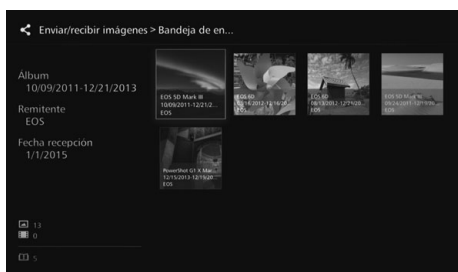 Enviar/recibir imágenes > Bandeja de en...
Álbum
10/09/2011-12/21/2013
Remitente
EOS
Fecha recepción
1/1/2015
EOS 5D Mark III
10/09/2011-12/21/2...
EOS
EOS 6D
EOS
EOS 6D
EOS
EOS 5D Mark III
EOS
PowerShot G1 X Mar...
12/15/2013-12/19/20...
EOS
13
0
5